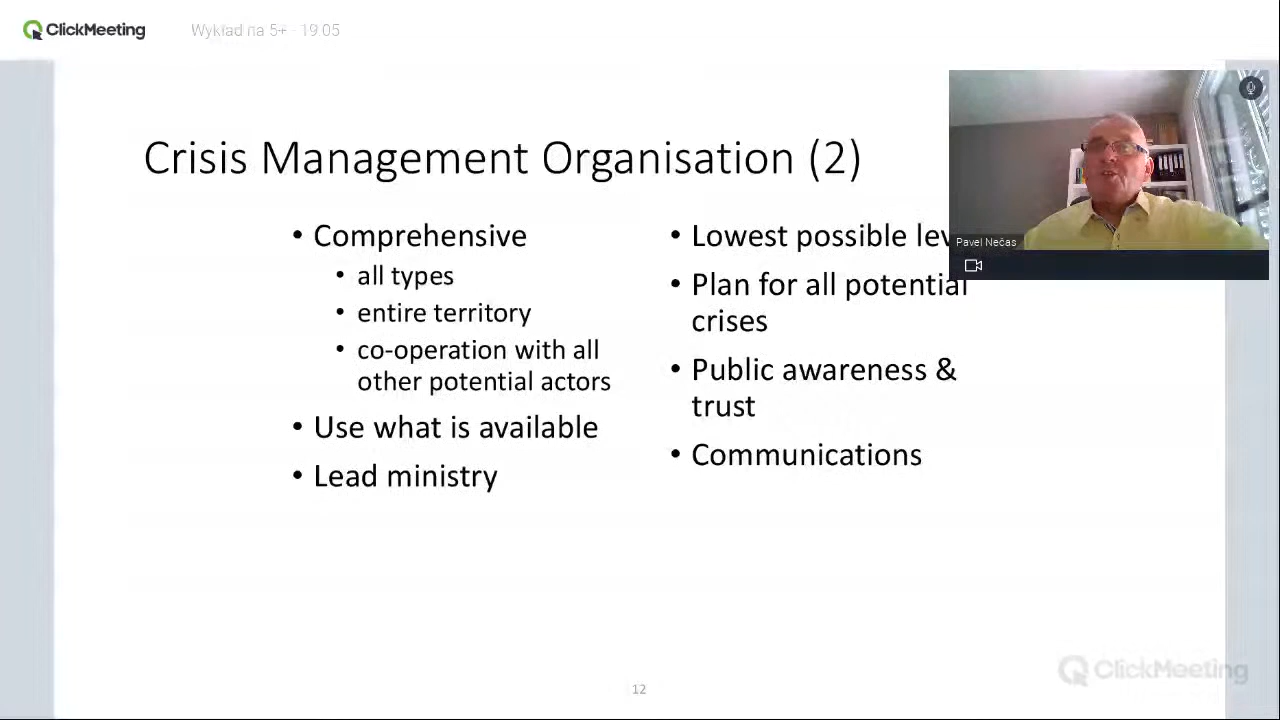 ClickMeeting
Wykład na 5+ - 19.05
Crisis Management Organisation (2)
• Comprehensive
• all types
• entire territory
• co-operation with all
other potential actors
• Use what is available
• Lead ministry
• Lowest possible lev
• Plan for all potential
crises
• Public awareness &
trust
• Communications
Pavel Nečas
ClickMeeting
12